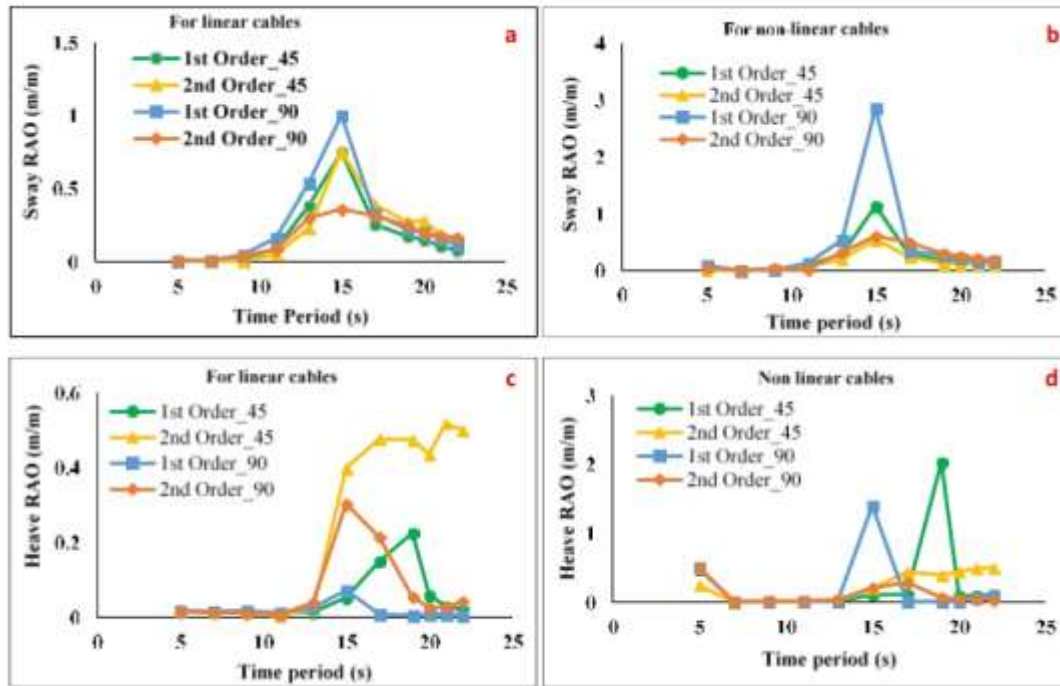 For linear cables
a
1.5
1
0.5
0
Sway RAO (m/m)
1st Order_45
2nd Order_45
1st Order_90
2nd Order_90
0 5 10 15 20 25
Time Period (s)
For non-linear cables
b
4
3
2
1
0
Sway RAO (m/m)
1st Order_45
2nd Order_45
1st Order_90
2nd Order_90
0 5 10 15 20 25
Time period (s)
For linear cables
c
0.6
0.4
0.2
0
Heave RAO (m/m)
1st Order_45
2nd Order_45
1st Order_90
2nd Order_90
0 5 10 15 20 25
Time period (s)
Non linear cables
d
3
2
1
0
Heave RAO (m/m)
1st Order_45
2nd Order_45
1st Order_90
2nd Order_90
0 5 10 15 20 25
Time period (s)